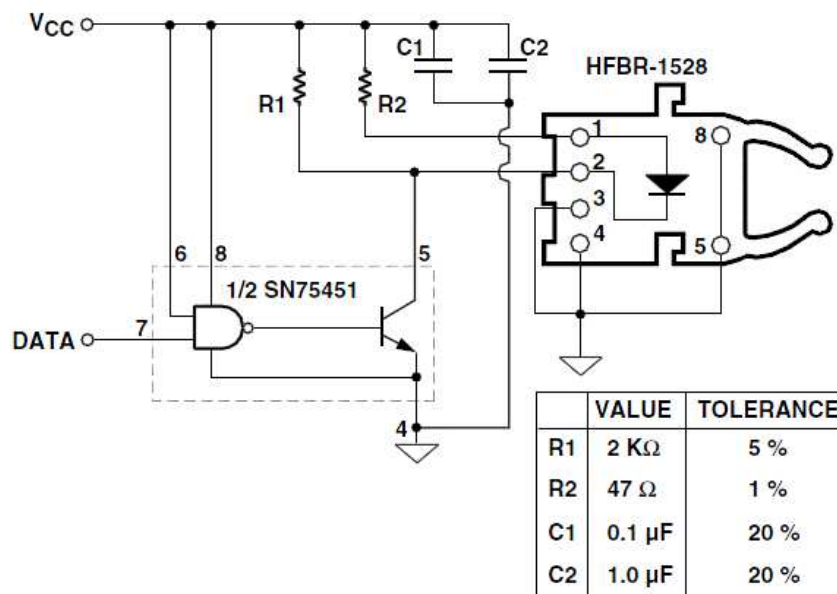 VCC
C1
C2
HFBR-1528
R1
R2
1
8
2
3
4
5
6
8
5
1/2 SN75451
DATA
7
4
VALUE TOLERANCE
R1 2 KΩ 5 %
R2 47 Ω 1 %
C1 0.1 µF 20 %
C2 1.0 µF 20 %